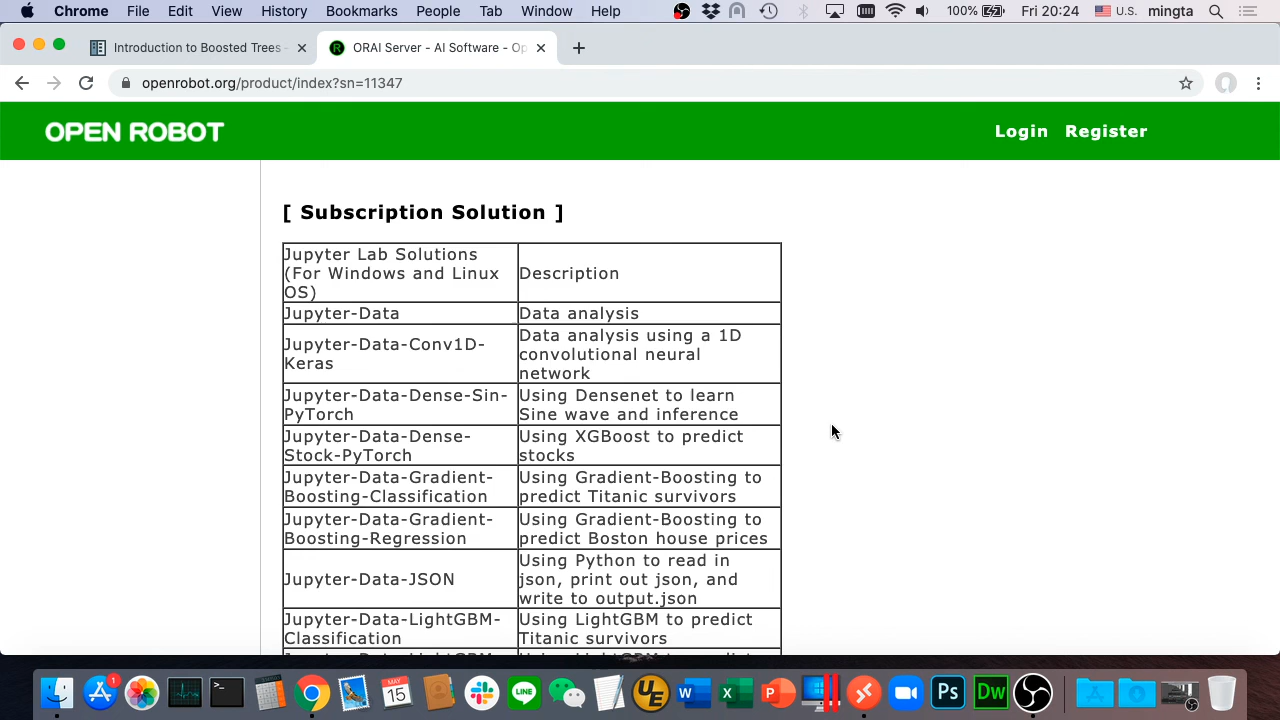 Chrome File Edit View History Bookmarks People Tab Window Help 100% Fri 20:24 U.S. mingta
Introduction to Boosted Trees - ORAI Server - AI Software - Op
openrobot.org/product/index?sn=11347
OPEN ROBOT Login Register
[ Subscription Solution ]
Jupyter Lab Solutions
(For Windows and Linux
OS)
Description
Jupyter-Data
Data analysis
Jupyter-Data-Conv1D-
Keras
Data analysis using a 1D
convolutional neural
network
Jupyter-Data-Dense-Sin-
PyTorch
Using Densenet to learn
Sine wave and inference
Jupyter-Data-Dense-
Stock-PyTorch
Using XGBoost to predict
stocks
Jupyter-Data-Gradient-
Boosting-Classification
Using Gradient-Boosting to
predict Titanic survivors
Jupyter-Data-Gradient-
Boosting-Regression
Using Gradient-Boosting to
predict Boston house prices
Jupyter-Data-JSON
Using Python to read in
json, print out json, and
write to output.json
Jupyter-Data-LightGBM-
Classification
Using LightGBM to predict
Titanic survivors
1
MAY
15
LINE
UE
W
X
P
Ps
Dw